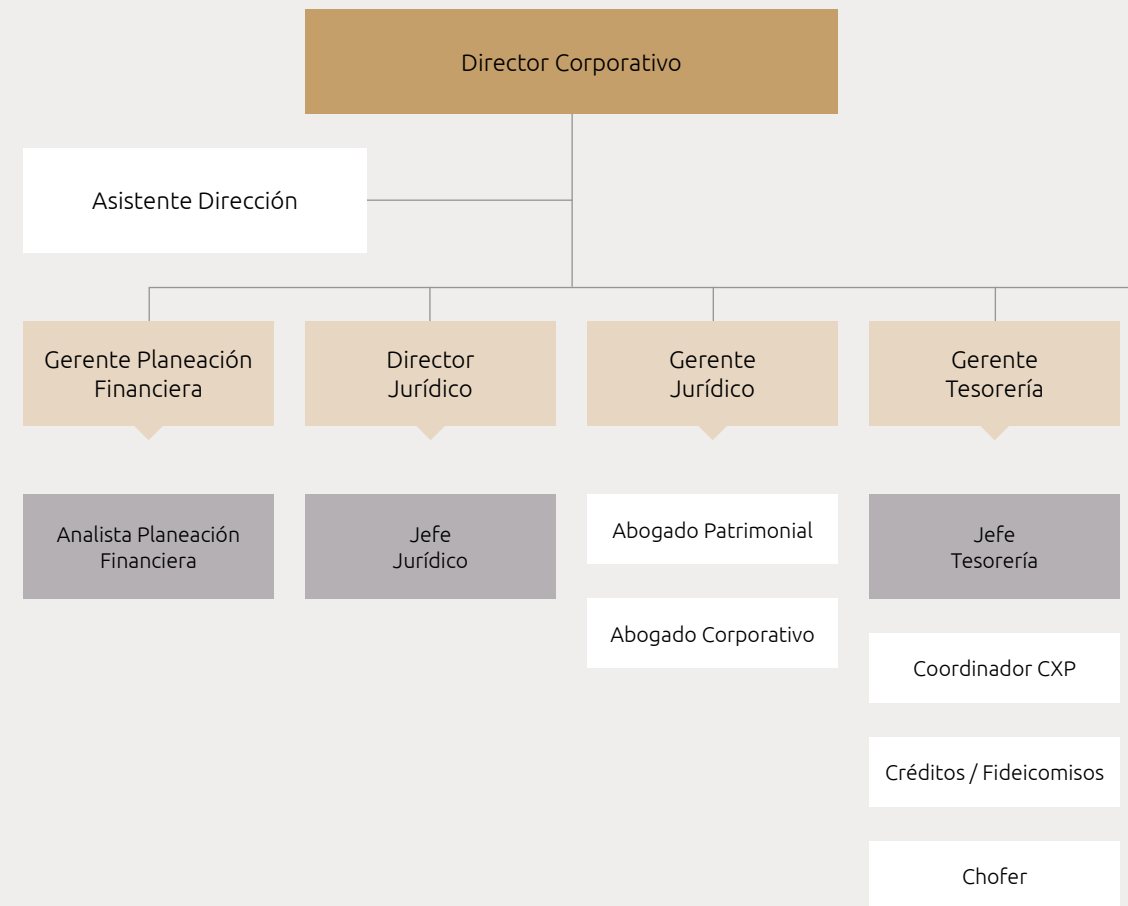 Director Corporativo
Asistente Dirección
Gerente Planeación
Financiera
Director
Jurídico
Gerente
Jurídico
Gerente
Tesorería
Analista Planeación
Financiera
Jefe
Jurídico
Abogado Patrimonial
Abogado Corporativo
Jefe
Tesorería
Coordinador CXP
Créditos / Fideicomisos
Chofer